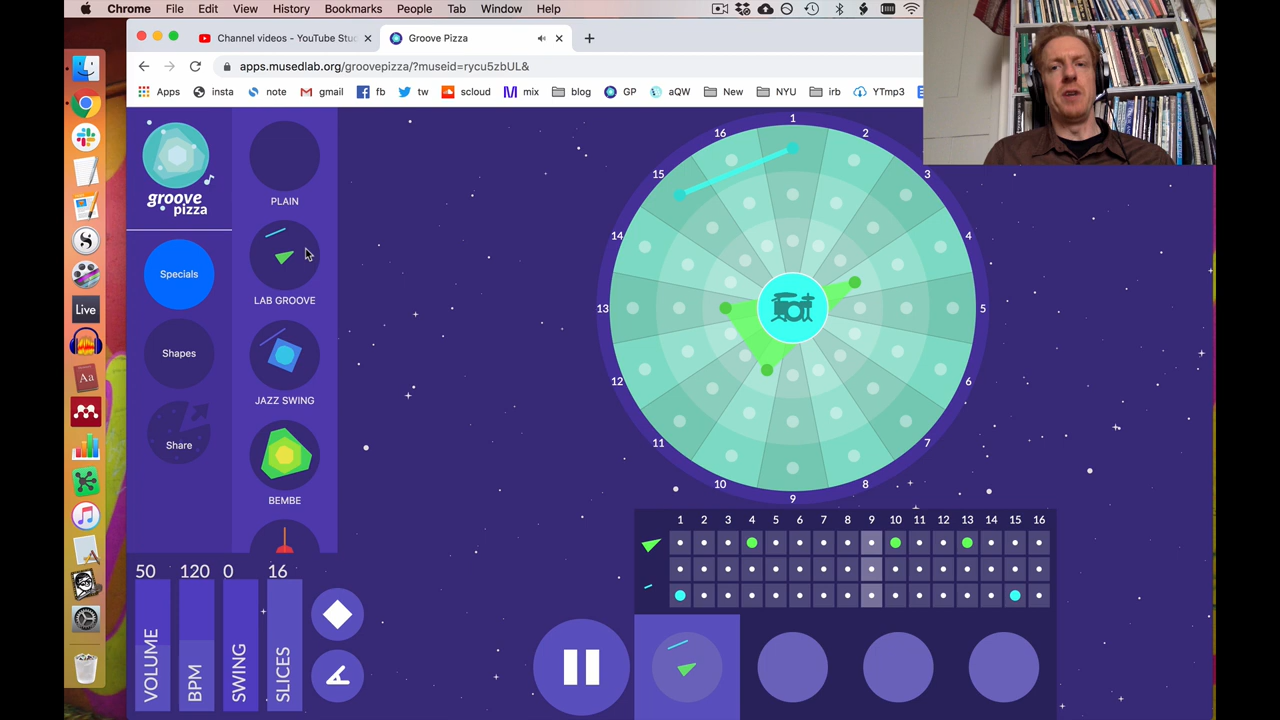 Chrome File Edit View History Bookmarks People Tab Window Help
Channel videos - YouTube Stu
Groove Pizza
apps.musedlab.org/groovepizza/?museid=rycu5zbUL&
Apps insta note gmail fb tw scloud mix blog GP aQW New NYU irb YTmp3
groove
pizza
Specials
Shapes
Share
PLAIN
LAB GROOVE
JAZZ SWING
BEMBE
50 120 0 16
VOLUME BPM SWING SLICES
1
2
3
4
5
6
7
8
9
10
11
12
13
14
15
16
1 2 3 4 5 6 7 8 9 10 11 12 13 14 15 16
Live
Aa